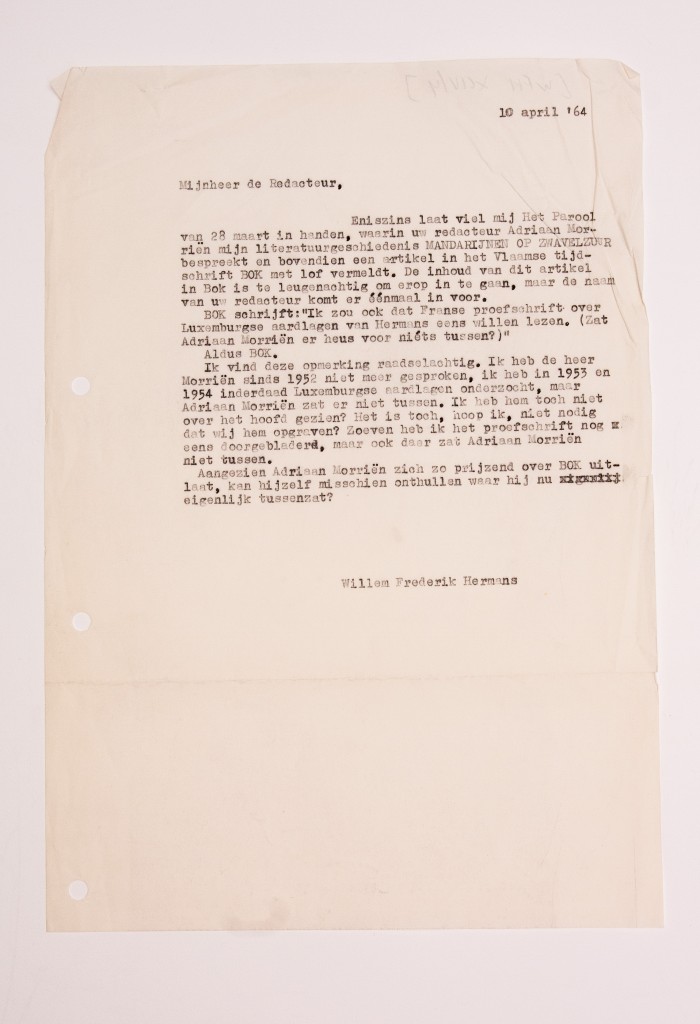 10 april '64
Mijnheer de Redacteur,
Eniszins laat viel mij Het Parool
van 28 maart in handen, waarin uw redacteur Adriaan Mor-
riën mijn literatuurgeschiedenis MANDARIJNEN OP ZWAVELZUUR
bespreekt en bovendien een artikel in het Vlaamse tijd-
schrift BOK met lof vermeldt. De inhoud van dit artikel
in Bok is te leugenachtig om erop in te gaan, maar de naam
van uw redacteur komt er éénmaal in voor.
BOK schrijft:"Ik zou ook dat Franse proefschrift over
Luxemburgse aardlagen van Hermans eens willen lezen. (Zat
Adriaan Morriën er heus voor niéts tussen?)"
Aldus BOK.
Ik vind deze opmerking raadselachtig. Ik heb de heer
Morriën sinds 1952 niet meer gesproken, ik heb in 1953 en
1954 inderdaad Luxemburgse aardlagen onderzocht, maar
Adriaan Morriën zat er niet tussen. Ik heb hem toch niet
over het hoofd gezien? Het is toch, hoop ik, niet nodig
dat wij hem opgraven? Zoeven heb ik het proefschrift nog
eens doorgebladerd, maar ook daar zat Adriaan Morriën
niet tussen.
Aangezien Adriaan Morriën zich zo prijzend over BOK uit-
laat, kan hijzelf misschien onthullen waar hij nu
eigenlijk tussenzat?
Willem Frederik Hermans